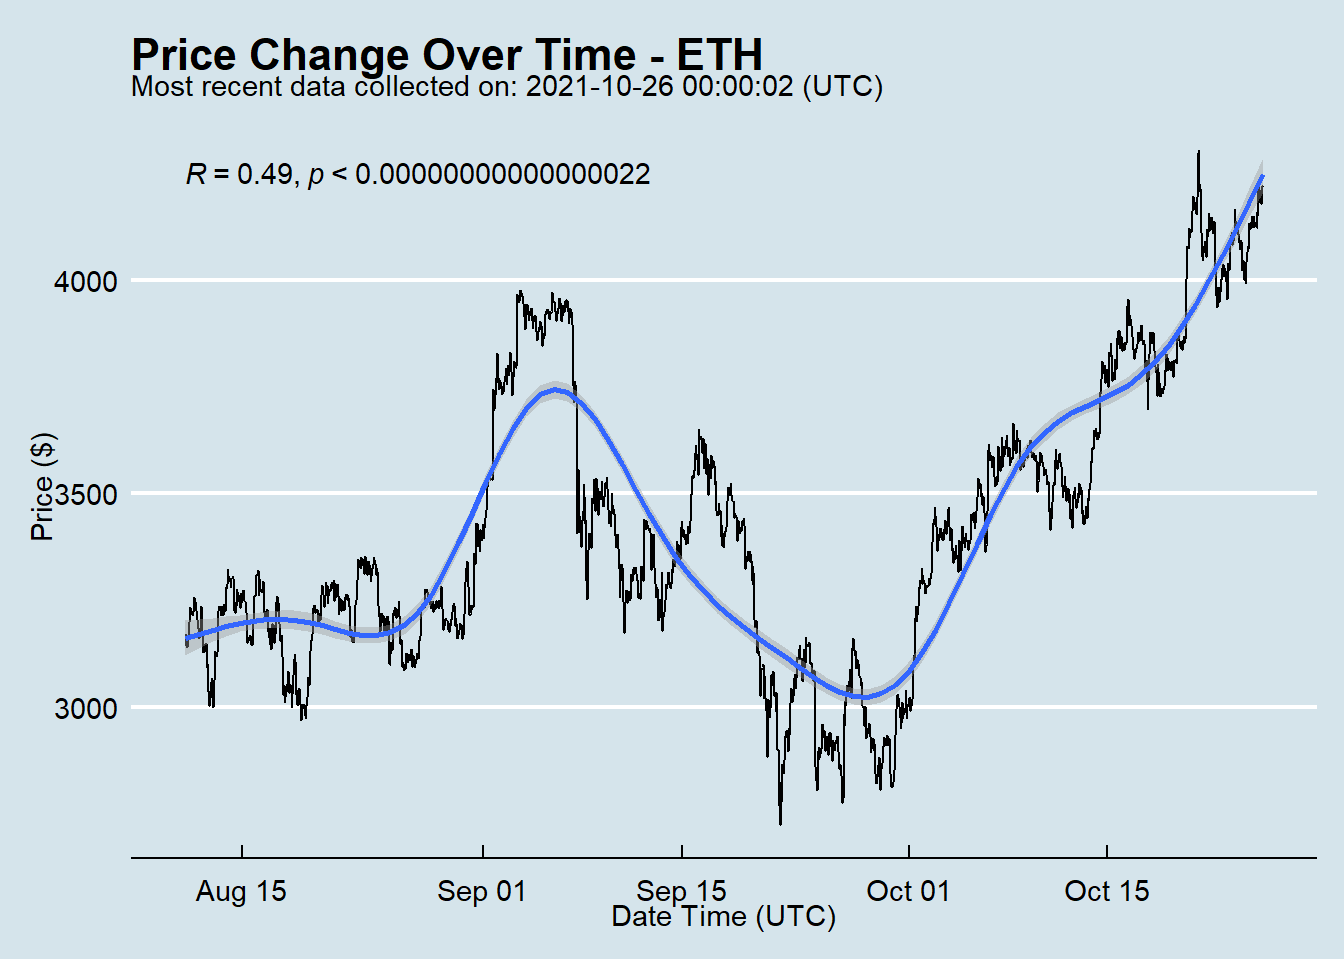 Price Change Over Time - ETH
Most recent data collected on: 2021-10-26 00:00:02 (UTC)
R = 0.49, p < 0.00000000000000022
4000
3500
3000
Price ($)
Aug 15 Sep 01 Sep 15 Oct 01 Oct 15
Date Time (UTC)